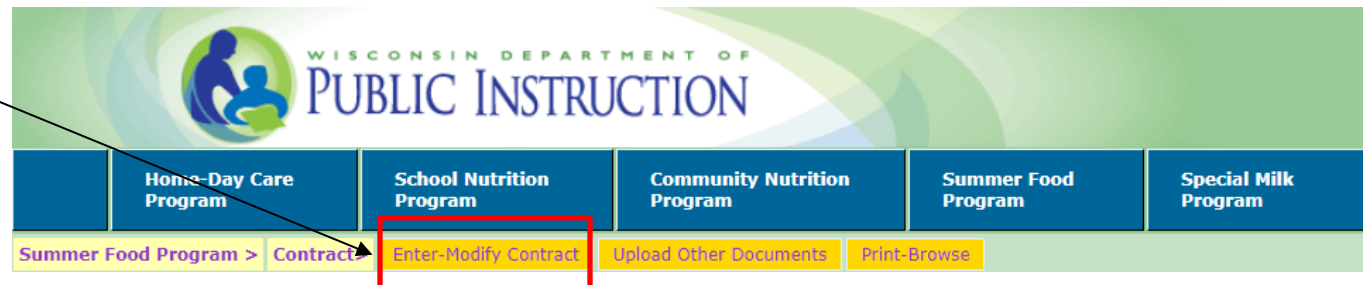 WISCONSIN DEPARTMENT OF
PUBLIC INSTRUCTION
Home-Day Care Program
School Nutrition Program
Community Nutrition Program
Summer Food Program
Special Milk Program
Summer Food Program > Contract> Enter-Modify Contract Upload Other Documents Print-Browse